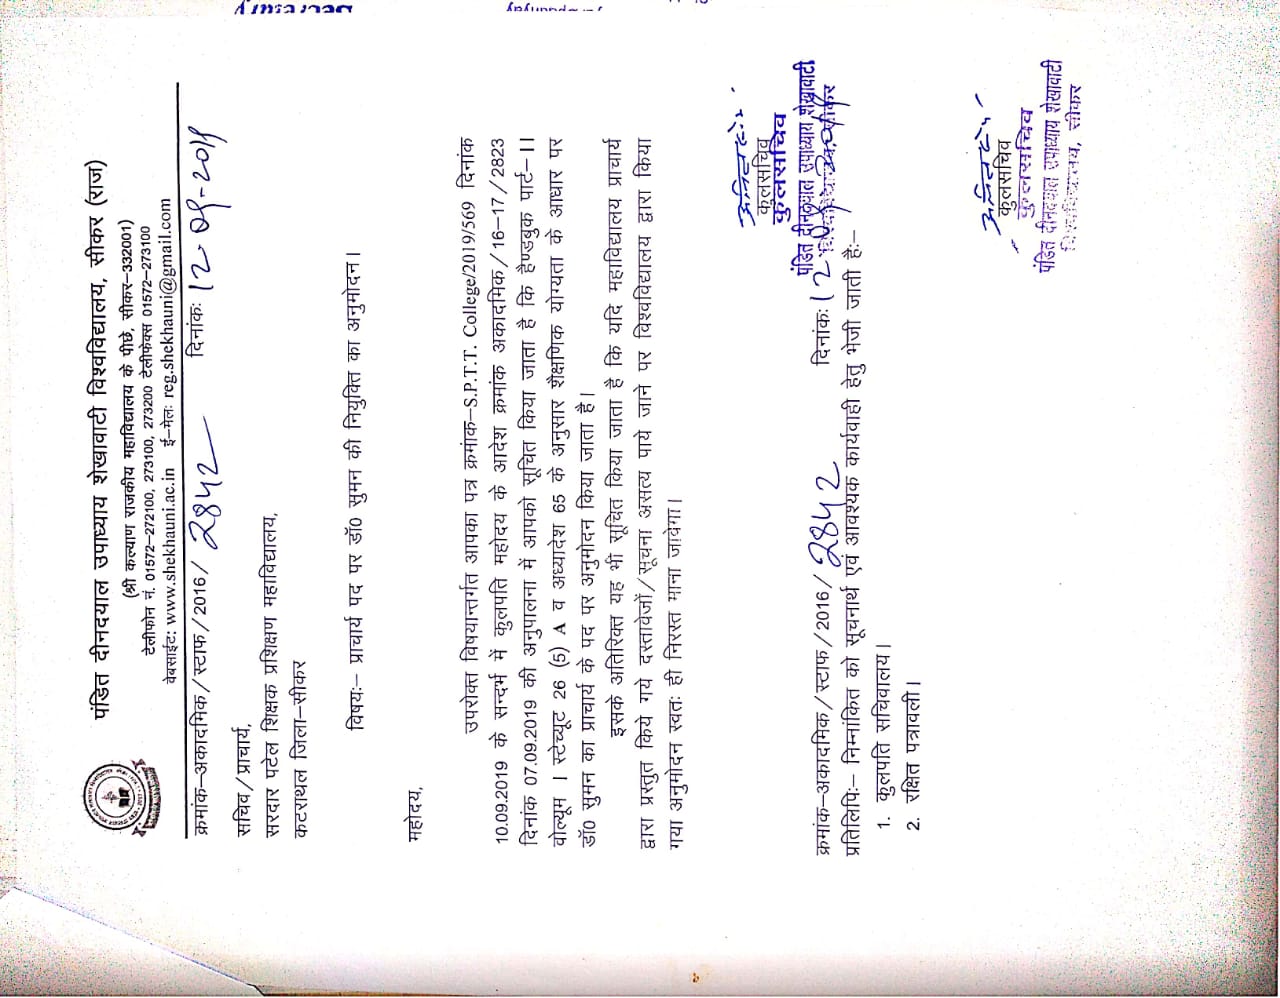 पंडित दीनदयाल उपाध्याय शेखावाटी विश्वविद्यालय, सीकर (राज)
(श्री कल्याण राजकीय महाविद्यालय के पीछे, सीकर–332001)
टेलीफोन नं. 01572–272100, 273100, 273200 टेलीफेक्स 01572–273100
वेबसाईट: www.shekhauni.ac.in ई–मेलः reg.shekhauni@gmail.com
क्रमांक–अकादमिक/स्टाफ/2016/ 2842 दिनांकः 12-09-2019
सचिव/प्राचार्य,
सरदार पटेल शिक्षक प्रशिक्षण महाविद्यालय,
कटराथल जिला–सीकर
विषयः– प्राचार्य पद पर डॉ0 सुमन की नियुक्ति का अनुमोदन।
महोदय,
उपरोक्त विषयान्तर्गत आपका पत्र क्रमांक–S.P.T.T. College/2019/569 दिनांक
10.09.2019 के सन्दर्भ में कुलपति महोदय के आदेश क्रमांक अकादमिक/16–17/2823
दिनांक 07.09.2019 की अनुपालना में आपको सूचित किया जाता है कि हैण्डबुक पार्ट–।।
वोल्यूम । स्टेच्यूट 26 (5) A व अध्यादेश 65 के अनुसार शैक्षणिक योग्यता के आधार पर
डॉ0 सुमन का प्राचार्य के पद पर अनुमोदन किया जाता है।
इसके अतिरिक्त यह भी सूचित किया जाता है कि यदि महाविद्यालय प्राचार्य
द्वारा प्रस्तुत किये गये दस्तावेजों/सूचना असत्य पाये जाने पर विश्वविद्यालय द्वारा किया
गया अनुमोदन स्वतः ही निरस्त माना जावेगा।
कुलसचिव
कुलसचिव
पंडित दीनदयाल उपाध्याय शेखावाटी
विश्वविद्यालय, सीकर
क्रमांक–अकादमिक/स्टाफ/2016/ 2842 दिनांकः 12-09-2019
प्रतिलिपिः– निम्नांकित को सूचनार्थ एवं आवश्यक कार्यवाही हेतु भेजी जाती हैः–
1. कुलपति सचिवालय।
2. रक्षित पत्रावली।
कुलसचिव
कुलसचिव
पंडित दीनदयाल उपाध्याय शेखावाटी
विश्वविद्यालय, सीकर